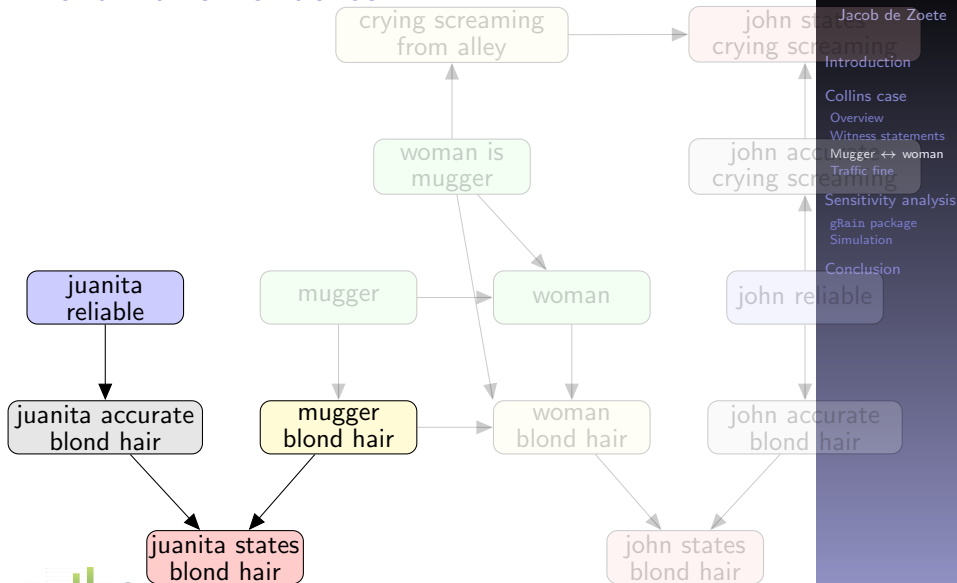 crying screaming
from alley
john states
crying screaming
woman is
mugger
john accurate
crying screaming
juanita
reliable
mugger
woman
john reliable
juanita accurate
blond hair
mugger
blond hair
woman
blond hair
john accurate
blond hair
juanita states
blond hair
john states
blond hair
Jacob de Zoete
Introduction
Collins case
Overview
Witness statements
Mugger ↔ woman
Traffic fine
Sensitivity analysis
gRain package
Simulation
Conclusion